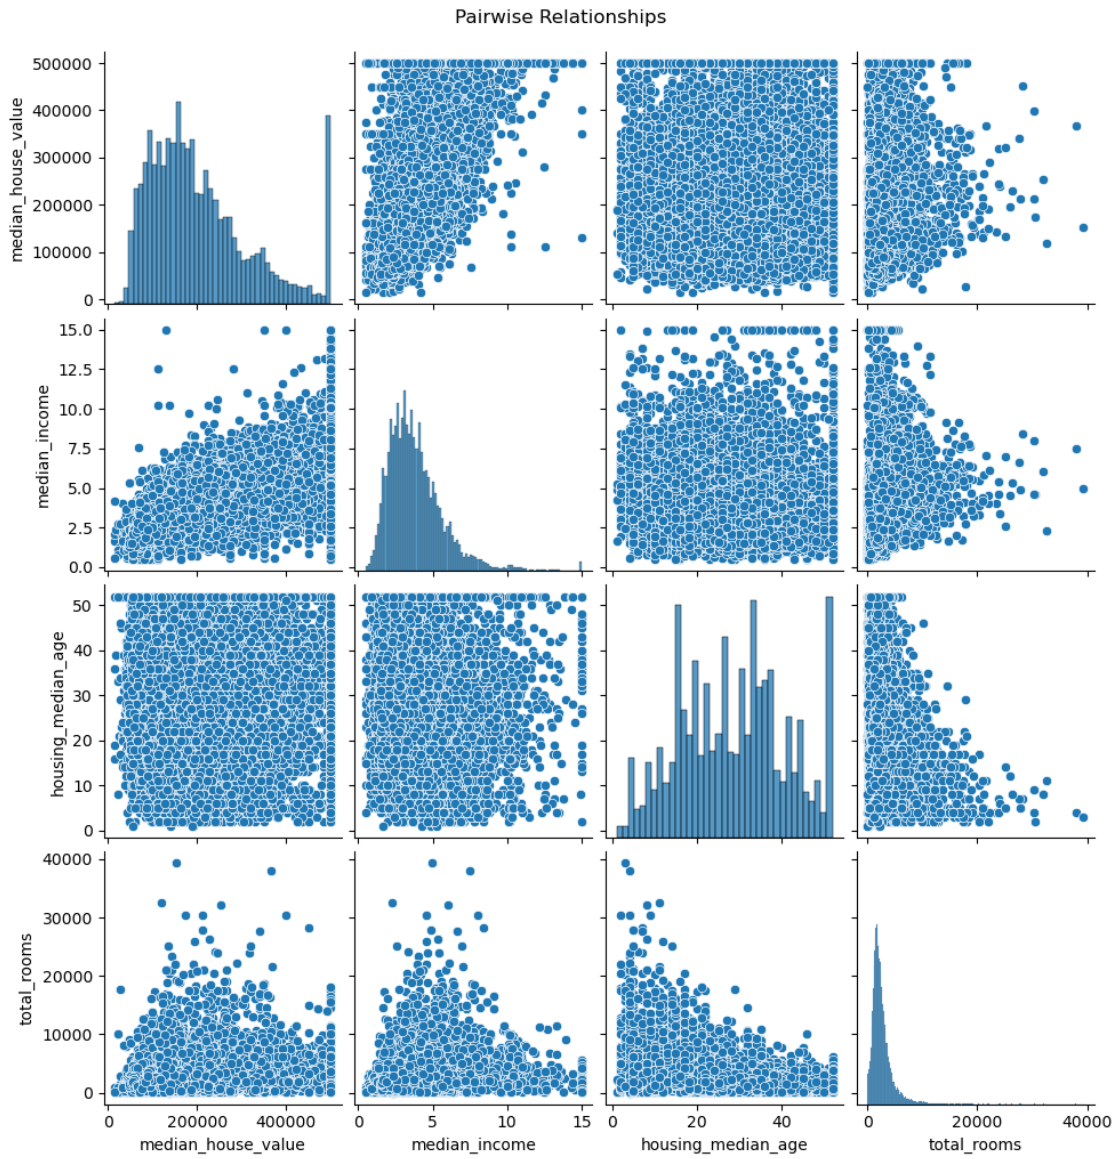 Pairwise Relationships
median_house_value
500000
400000
300000
200000
100000
0
median_income
15.0
12.5
10.0
7.5
5.0
2.5
0.0
housing_median_age
50
40
30
20
10
0
total_rooms
40000
30000
20000
10000
0
0 200000 400000
0 5 10 15
0 20 40
0 20000 40000
median_house_value
median_income
housing_median_age
total_rooms